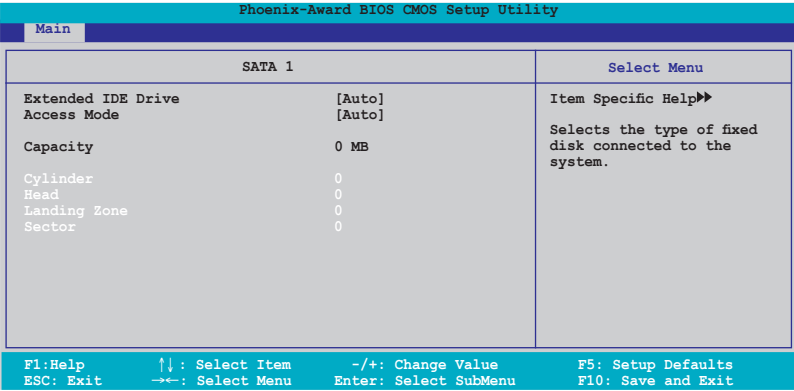 Phoenix-Award BIOS CMOS Setup Utility
Main
SATA 1
Select Menu
Extended IDE Drive [Auto]
Access Mode [Auto]
Capacity 0 MB
Cylinder 0
Head 0
Landing Zone 0
Sector 0
Item Specific Help▶▶
Selects the type of fixed
disk connected to the
system.
F1:Help ↑↓: Select Item -/+: Change Value F5: Setup Defaults
ESC: Exit →←: Select Menu Enter: Select SubMenu F10: Save and Exit